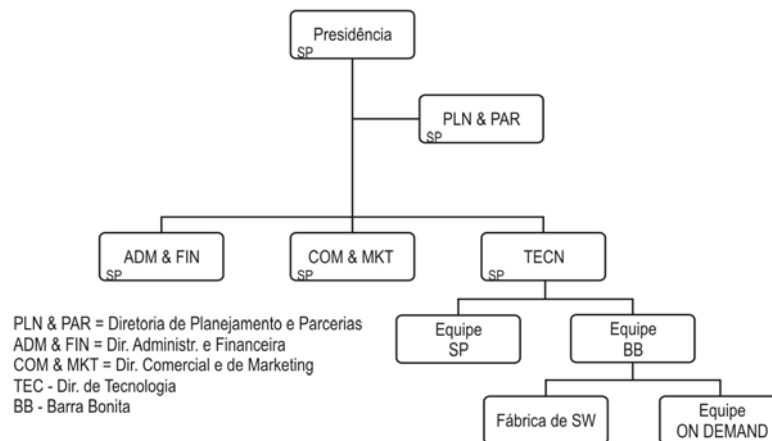 Presidência
SP
PLN & PAR
SP
ADM & FIN
SP
COM & MKT
SP
TECN
SP
Equipe
SP
Equipe
BB
Fábrica de SW
Equipe
ON DEMAND
PLN & PAR = Diretoria de Planejamento e Parcerias
ADM & FIN = Dir. Administr. e Financeira
COM & MKT = Dir. Comercial e de Marketing
TEC - Dir. de Tecnologia
BB - Barra Bonita